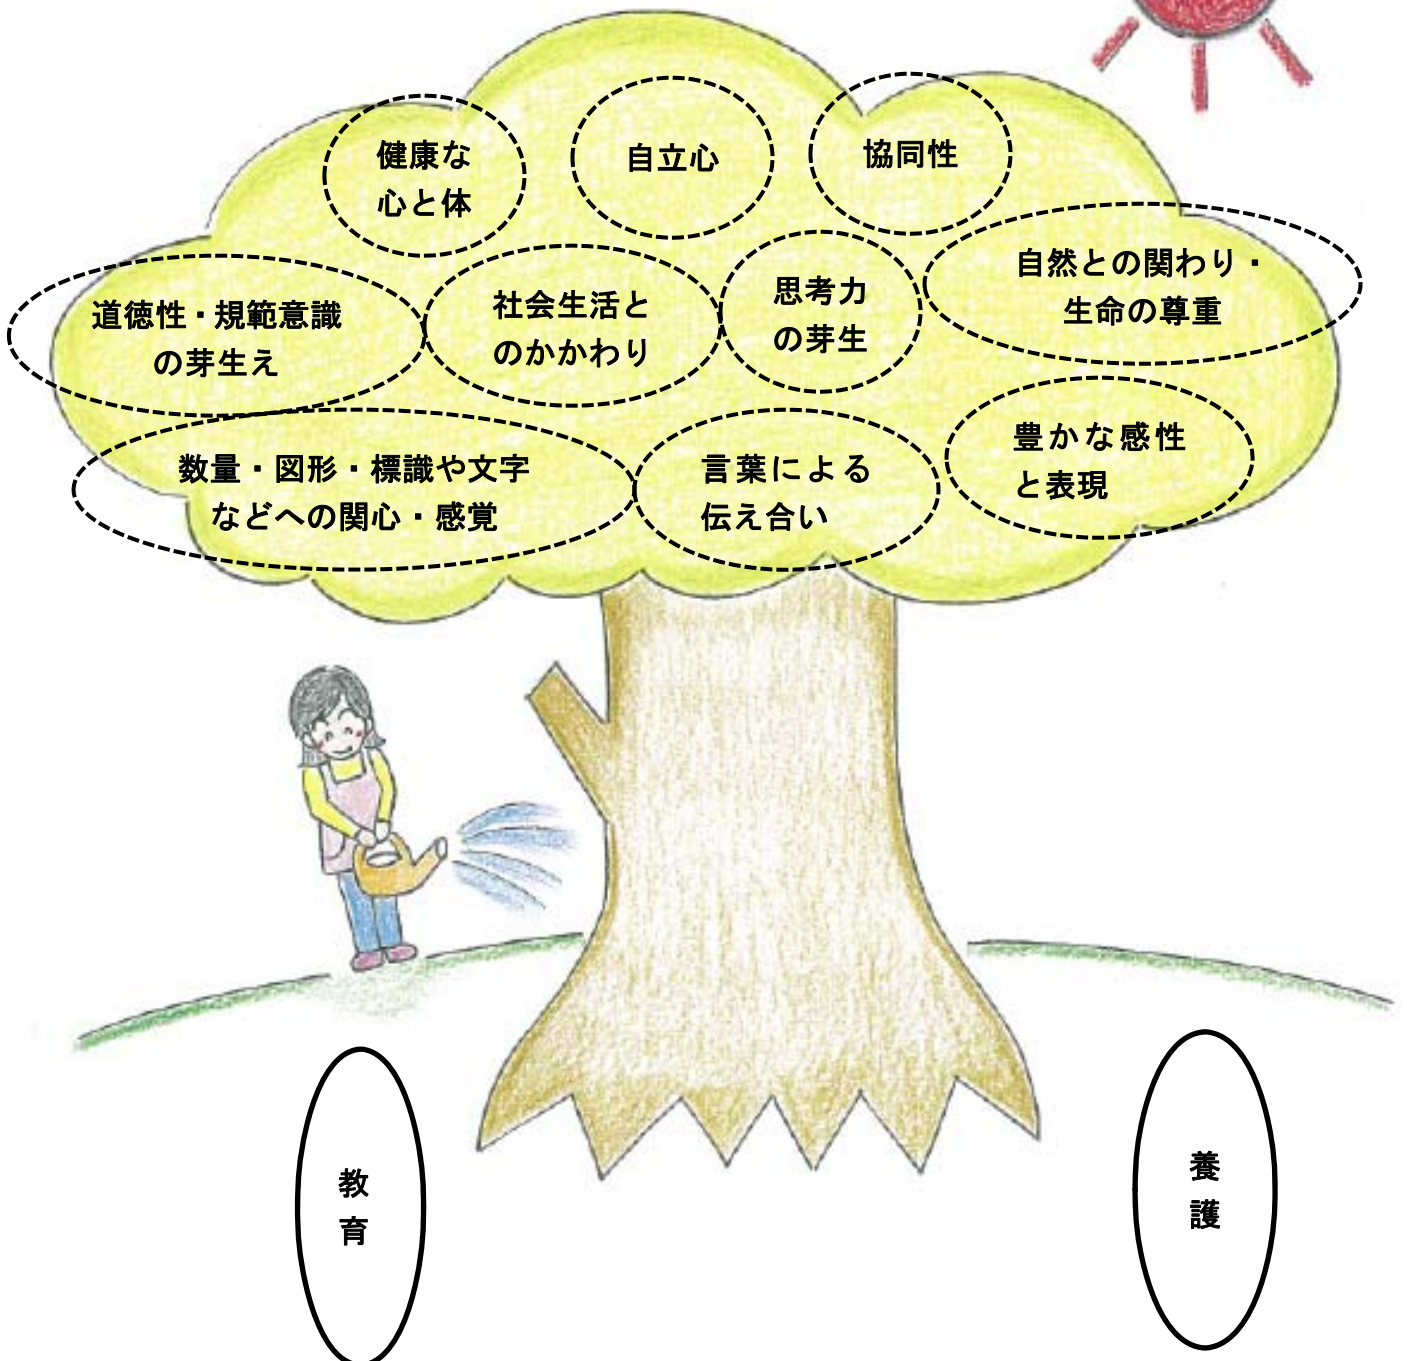 健康な
心と体
自立心
協同性
道徳性・規範意識
の芽生え
社会生活と
のかかわり
思考力
の芽生
自然との関わり・
生命の尊重
数量・図形・標識や文字
などへの関心・感覚
言葉による
伝え合い
豊かな感性
と表現
教
育
養
護